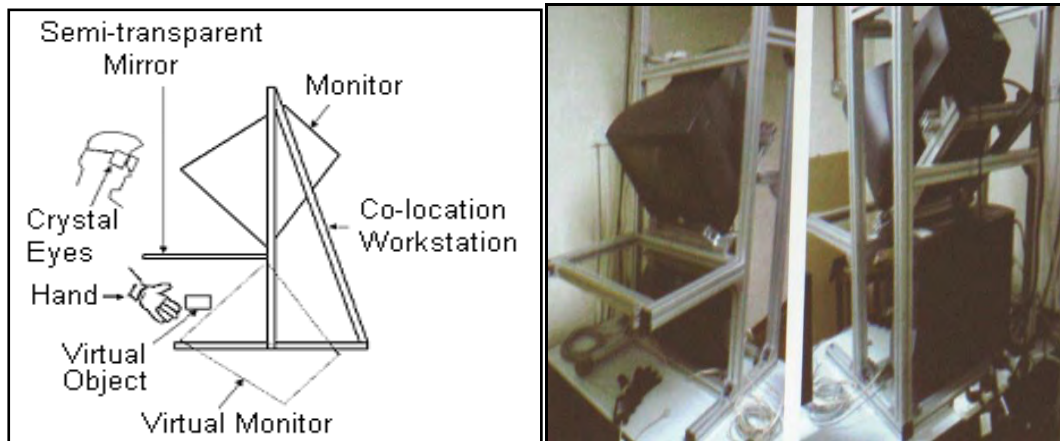 Semi-transparent
Mirror
Monitor
Crystal
Eyes
Co-location
Workstation
Hand
Virtual
Object
Virtual Monitor